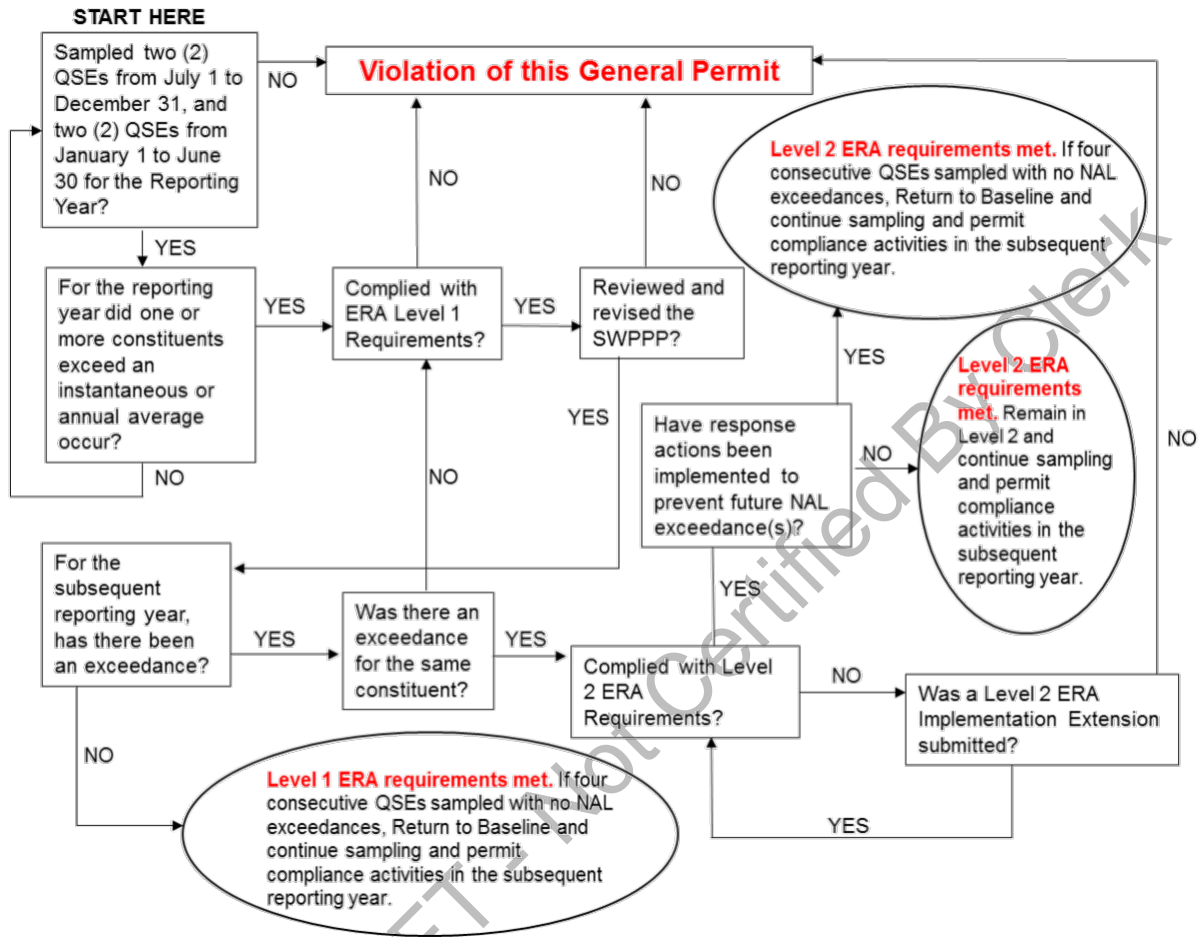 START HERE
Sampled two (2)
QSEs from July 1 to
December 31, and
two (2) QSEs from
January 1 to June
30 for the Reporting
Year?
NO
Violation of this General Permit
YES
NO
NO
Level 2 ERA requirements met. If four
consecutive QSEs sampled with no NAL
exceedances, Return to Baseline and
continue sampling and permit
compliance activities in the subsequent
reporting year.
For the reporting
year did one or
more constituents
exceed an
instantaneous or
annual average
occur?
YES
Complied with
ERA Level 1
Requirements?
YES
Reviewed and
revised the
SWPPP?
YES
Level 2 ERA
requirements
met. Remain in
Level 2 and
continue sampling
and permit
compliance
activities in the
subsequent
reporting year.
NO
NO
NO
YES
Have response
actions been
implemented to
prevent future NAL
exceedance(s)?
NO
For the
subsequent
reporting year,
has there been
an exceedance?
YES
Was there an
exceedance
for the same
constituent?
YES
YES
Complied with Level
2 ERA
Requirements?
NO
Was a Level 2 ERA
Implementation Extension
submitted?
YES
NO
Level 1 ERA requirements met. If four
consecutive QSEs sampled with no NAL
exceedances, Return to Baseline and
continue sampling and permit
compliance activities in the subsequent
reporting year.
FT - Not Certified By Clerk